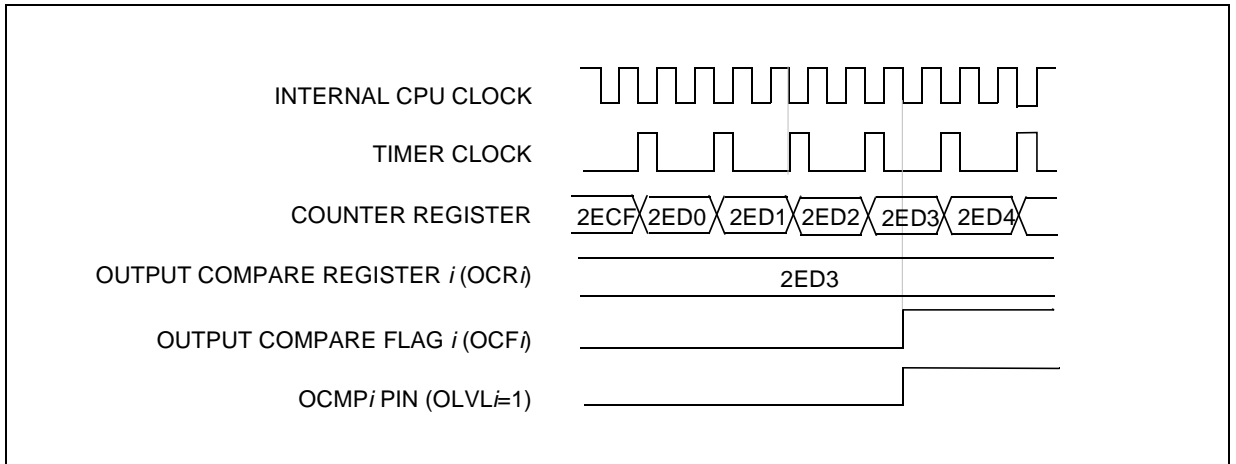 INTERNAL CPU CLOCK
TIMER CLOCK
COUNTER REGISTER 2ECF 2ED0 2ED1 2ED2 2ED3 2ED4
OUTPUT COMPARE REGISTER i (OCRi) 2ED3
OUTPUT COMPARE FLAG i (OCFi)
OCMPi PIN (OLVLi=1)